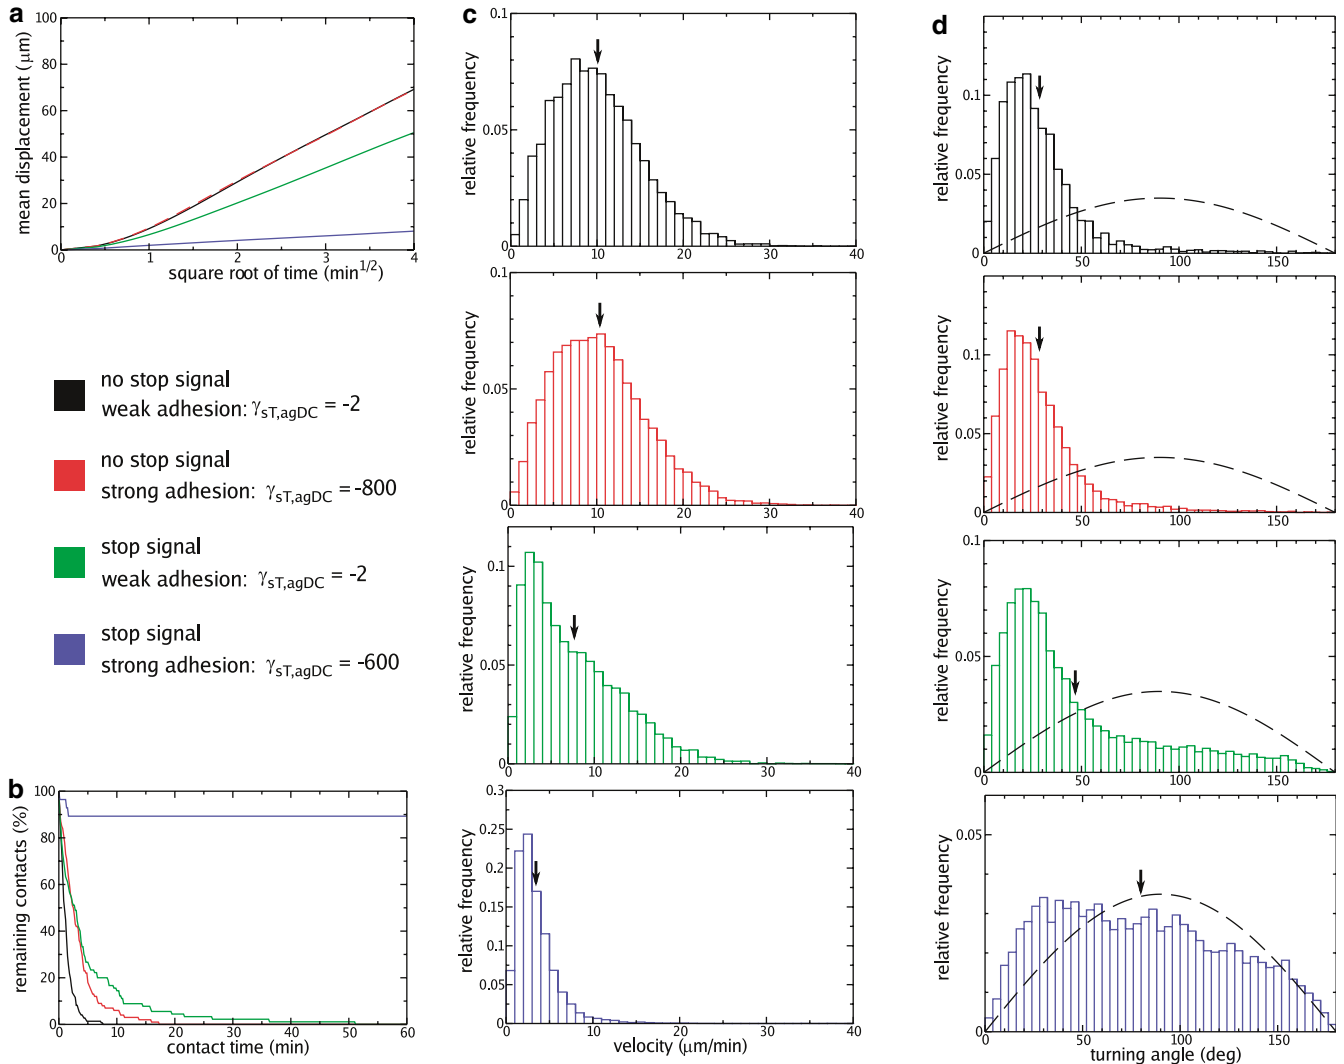 a
100
80
60
40
20
0
mean displacement (μm)
0 1 2 3 4
square root of time (min1/2)
no stop signal
weak adhesion: γsT,agDC = -2
no stop signal
strong adhesion: γsT,agDC =-800
stop signal
weak adhesion: γsT,agDC = -2
stop signal
strong adhesion: γsT,agDC =-600
b
100
80
60
40
20
0
remaining contacts (%)
0 10 20 30 40 50 60
contact time (min)
c
0.1
0.05
0
relative frequency
0 10 20 30 40
0.1
0.05
0
relative frequency
0 10 20 30 40
0.1
0.05
0
relative frequency
0 10 20 30 40
0.3
0.25
0.2
0.15
0.1
0.05
0
relative frequency
0 10 20 30 40
velocity (μm/min)
d
0.1
0.05
0
relative frequency
0 50 100 150
0.1
0.05
0
relative frequency
0 50 100 150
0.1
0.05
0
relative frequency
0 50 100 150
0.05
0
relative frequency
0 50 100 150
turning angle (deg)